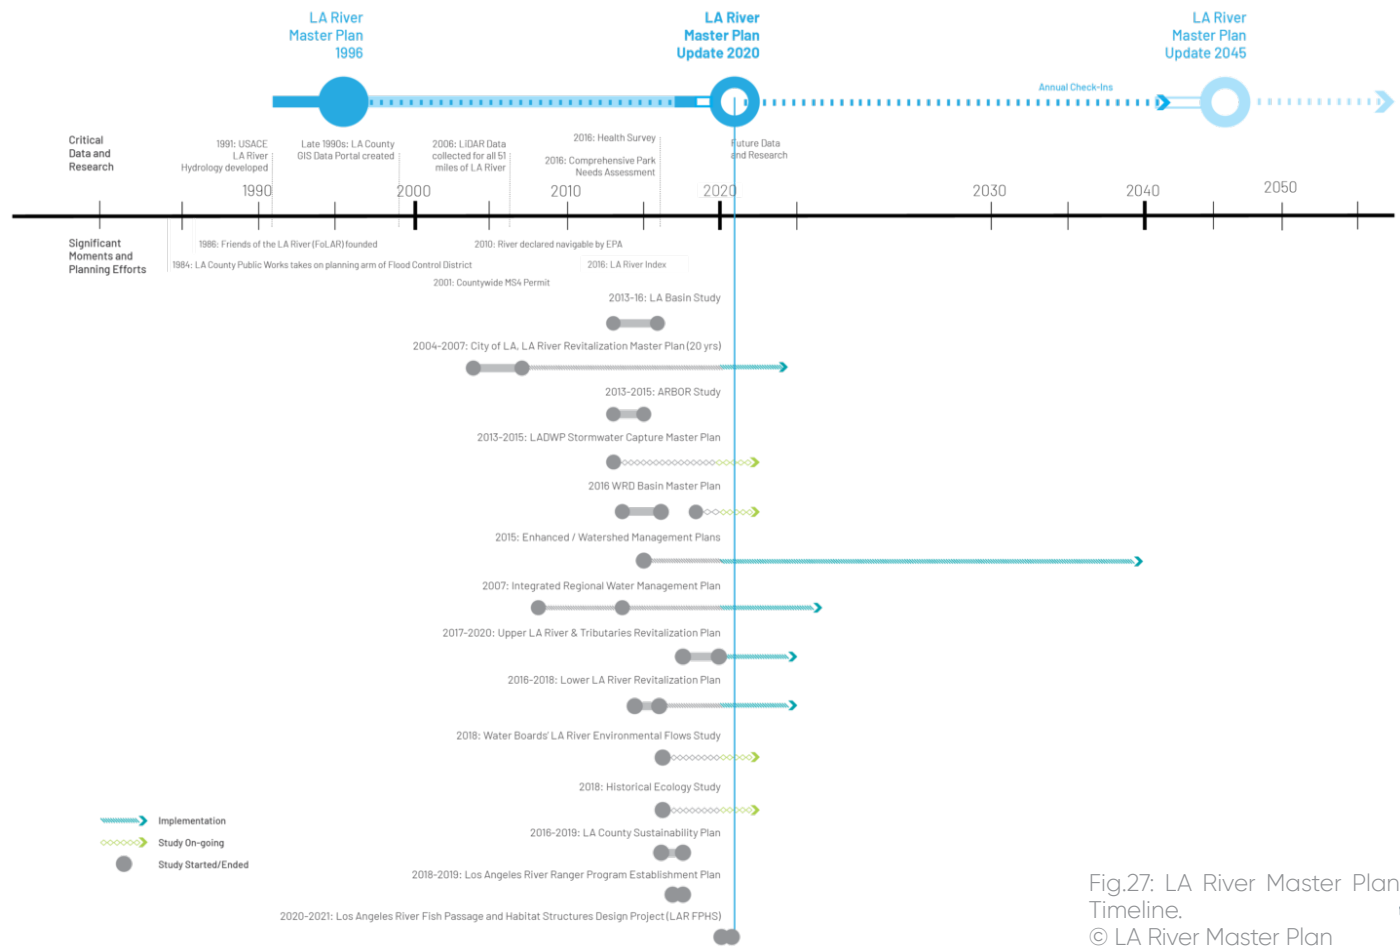 LA River
Master Plan
1996
LA River
Master Plan
Update 2020
LA River
Master Plan
Update 2045
Annual Check-Ins
Critical
Data and
Research
1991: USACE
LA River
Hydrology developed
Late 1990s: LA County
GIS Data Portal created
2006: LiDAR Data
collected for all 51
miles of LA River
2016: Health Survey
2016: Comprehensive Park
Needs Assessment
Future Data
and Research
1990
2000
2010
2020
2030
2040
2050
Significant
Moments and
Planning Efforts
1986: Friends of the LA River (FoLAR) founded
2010: River declared navigable by EPA
1984: LA County Public Works takes on planning arm of Flood Control District
2016: LA River Index
2001: Countywide MS4 Permit
2013-16: LA Basin Study
2004-2007: City of LA, LA River Revitalization Master Plan (20 yrs)
2013-2015: ARBOR Study
2013-2015: LADWP Stormwater Capture Master Plan
2016 WRD Basin Master Plan
2015: Enhanced / Watershed Management Plans
2007: Integrated Regional Water Management Plan
2017-2020: Upper LA River & Tributaries Revitalization Plan
2016-2018: Lower LA River Revitalization Plan
2018: Water Boards' LA River Environmental Flows Study
2018: Historical Ecology Study
2016-2019: LA County Sustainability Plan
2018-2019: Los Angeles River Ranger Program Establishment Plan
2020-2021: Los Angeles River Fish Passage and Habitat Structures Design Project (LAR FPHS)
Implementation
Study On-going
Study Started/Ended
Fig.27: LA River Master Plan
Timeline.
© LA River Master Plan